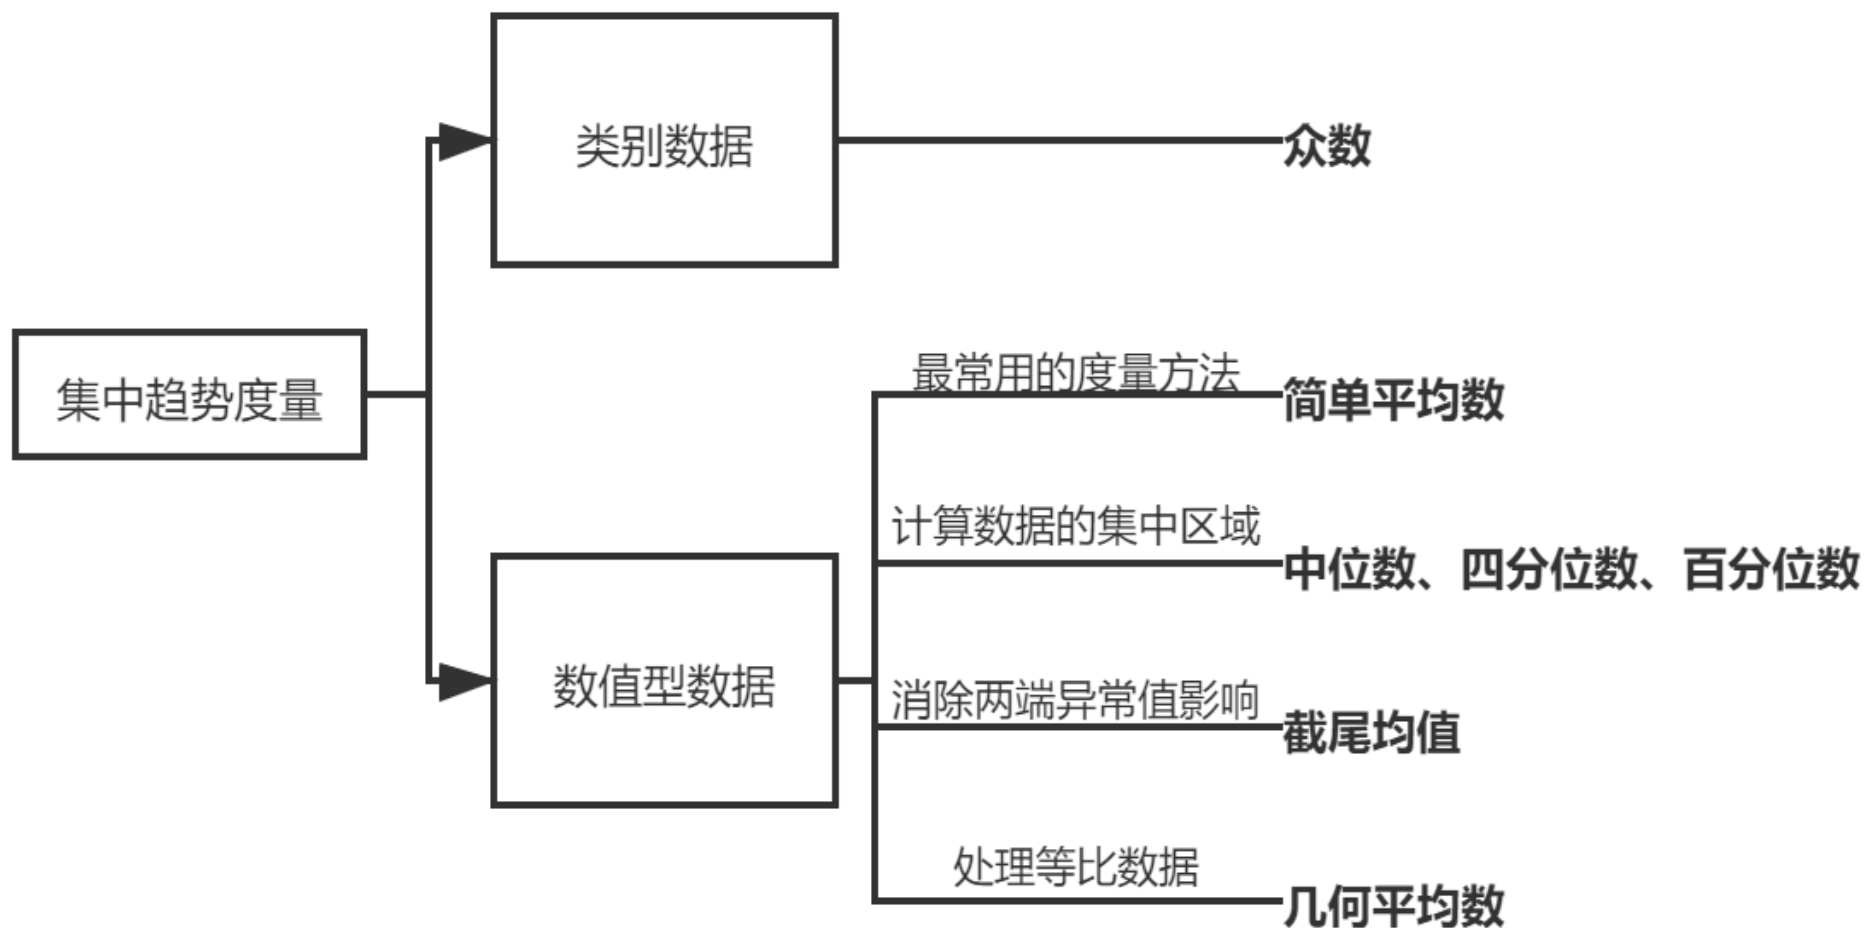 类别数据
众数
集中趋势度量
最常用的度量方法
简单平均数
计算数据的集中区域
中位数、四分位数、百分位数
数值型数据
消除两端异常值影响
截尾均值
处理等比数据
几何平均数